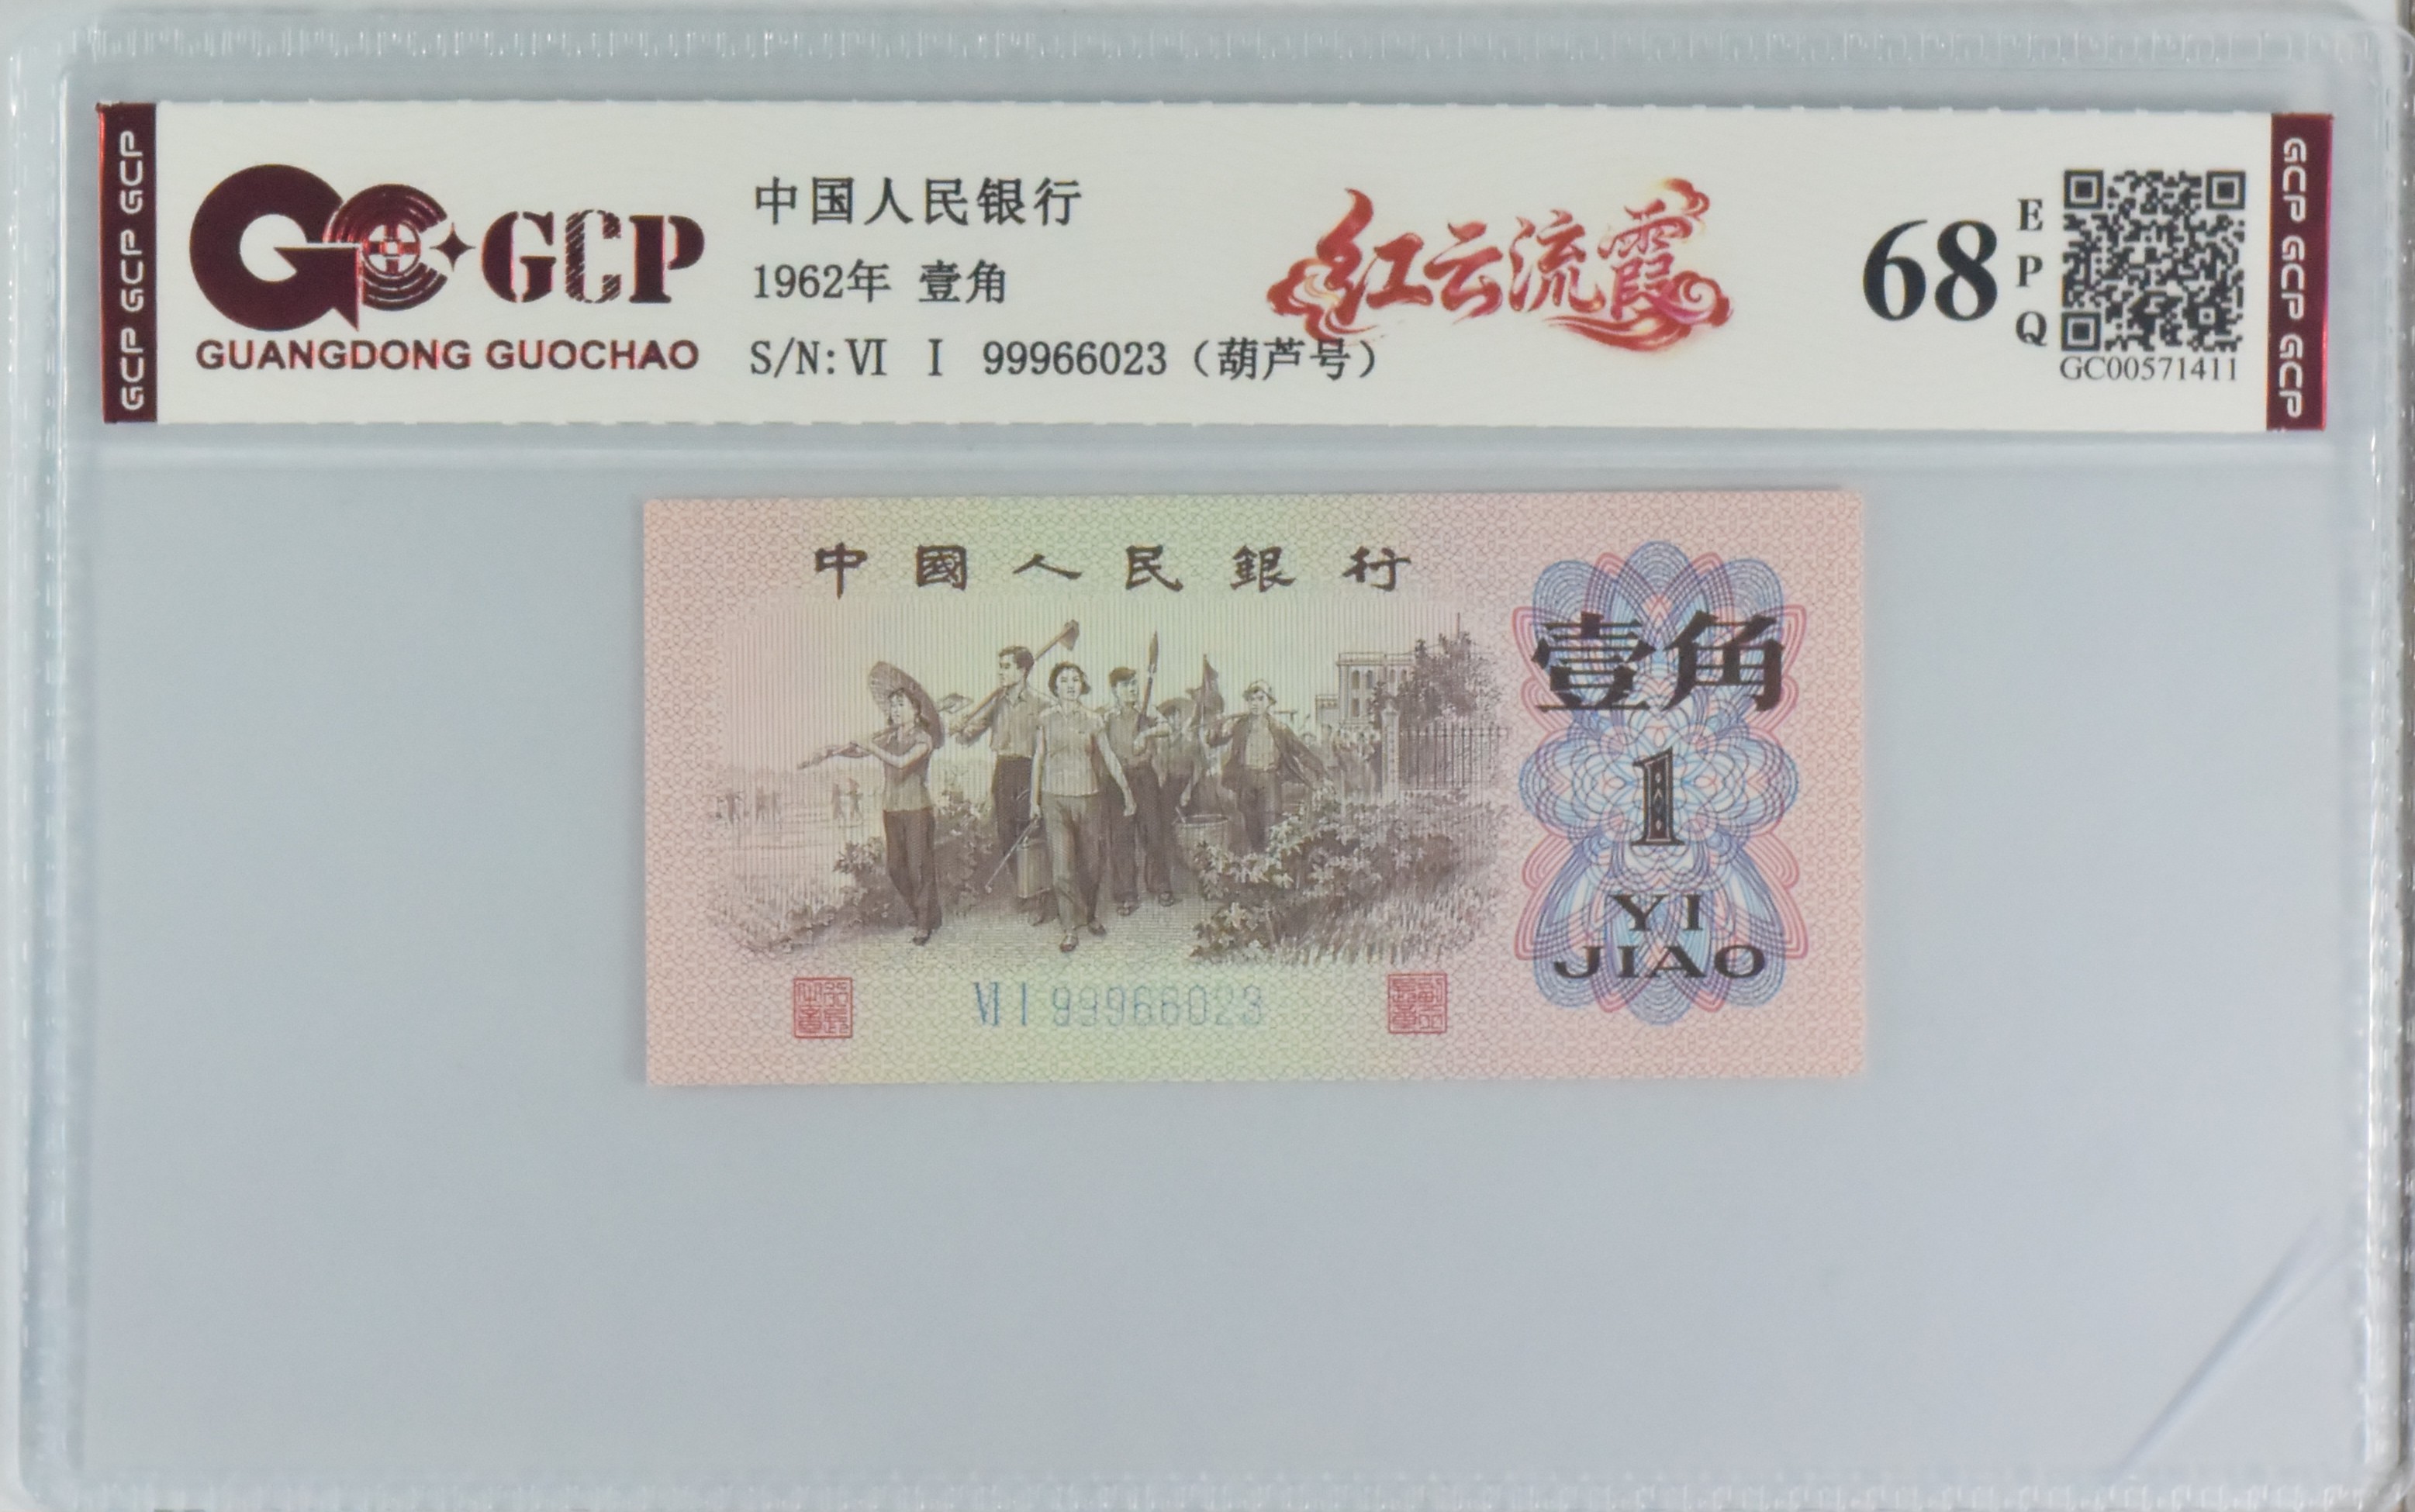 GCP GCP GCP
GCP
GUANGDONG GUOCHAO
中国人民银行
1962年 壹角
S/N:Ⅵ Ⅰ 99966023（葫芦号）
红云流霞
68
EPQ
GC00571411
GCP GCP GCP
中國人民銀行
壹角
1
YI
JIAO
Ⅵ Ⅰ 99966023